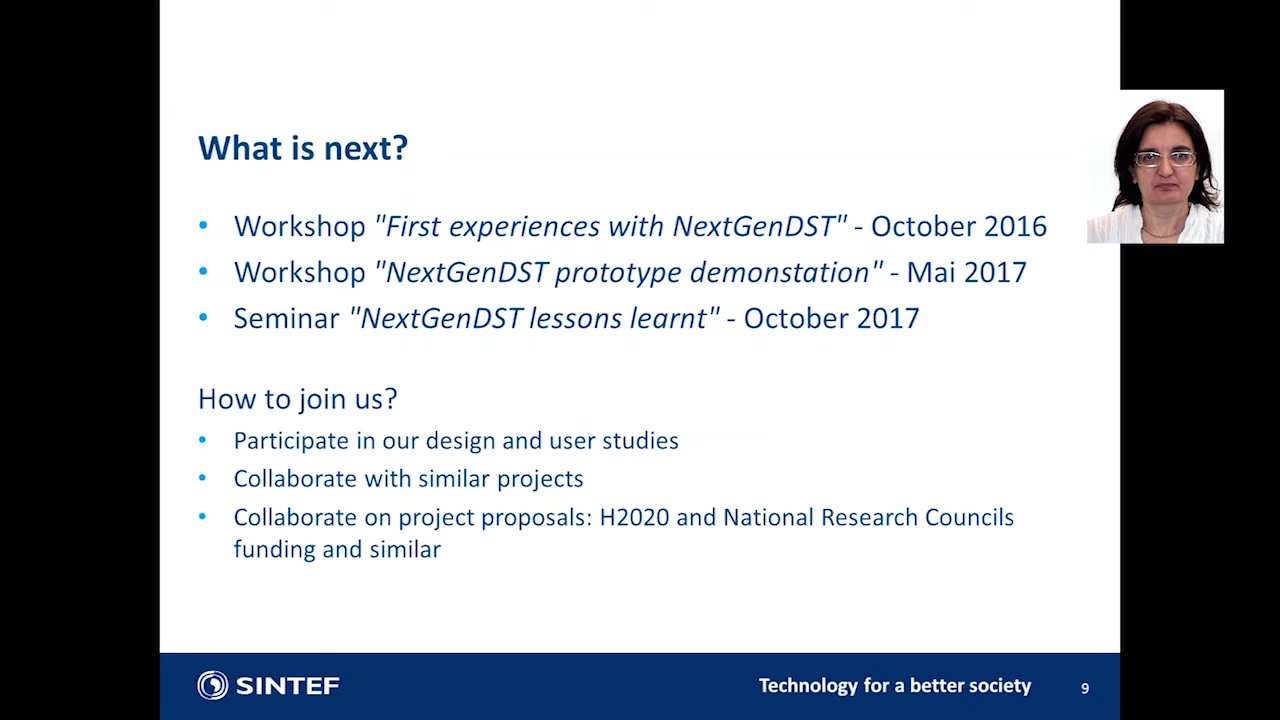 What is next?
• Workshop "First experiences with NextGenDST" - October 2016
• Workshop "NextGenDST prototype demonstation" - Mai 2017
• Seminar "NextGenDST lessons learnt" - October 2017
How to join us?
• Participate in our design and user studies
• Collaborate with similar projects
• Collaborate on project proposals: H2020 and National Research Councils
funding and similar
SINTEF
Technology for a better society
9